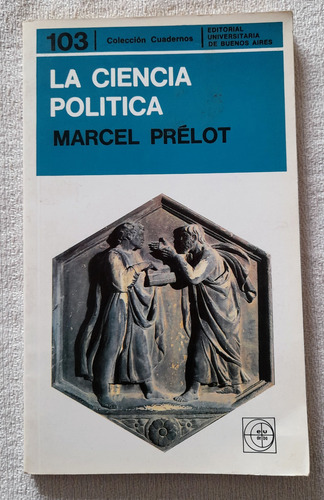 103
Colección Cuadernos
EDITORIAL
UNIVERSITARIA
DE BUENOS AIRES
LA CIENCIA
POLITICA
MARCEL PRÉLOT